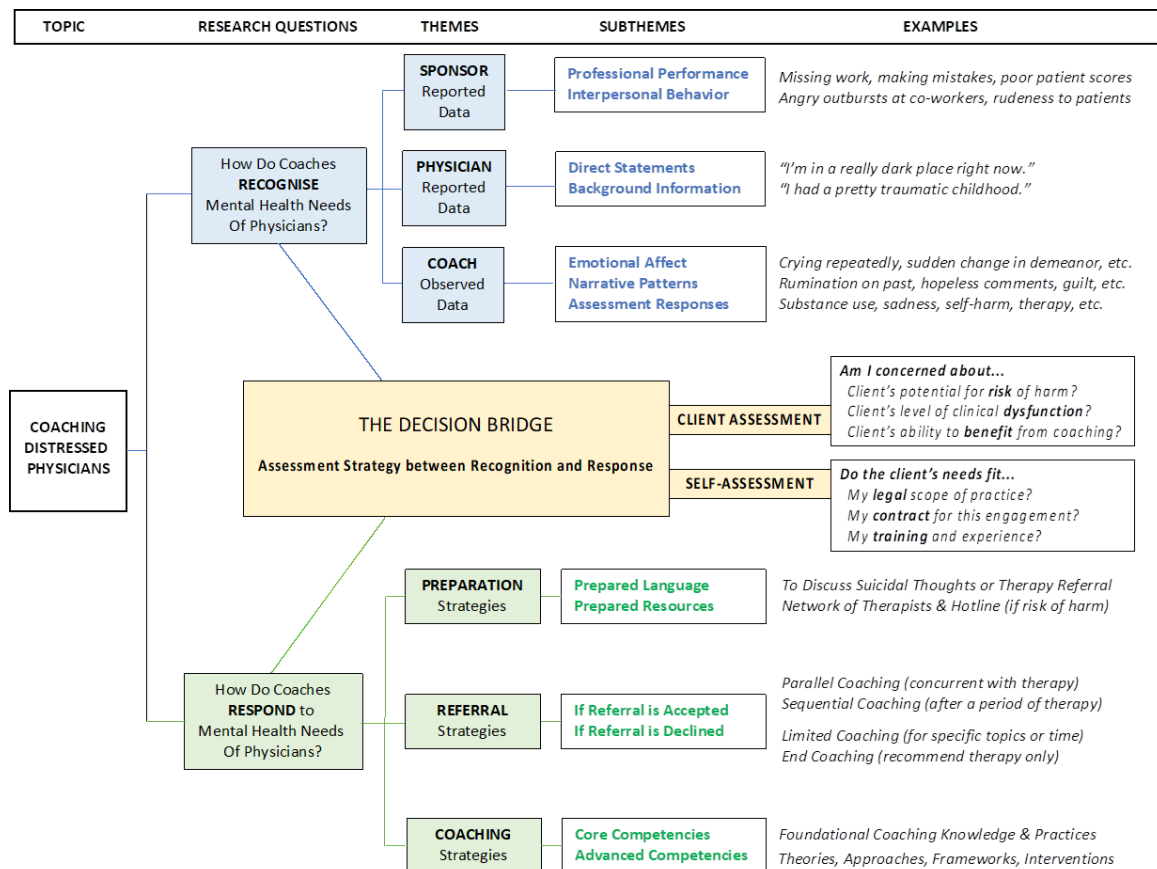 TOPIC RESEARCH QUESTIONS THEMES SUBTHEMES EXAMPLES
SPONSOR
Reported
Data
Professional Performance
Interpersonal Behavior
Missing work, making mistakes, poor patient scores
Angry outbursts at co-workers, rudeness to patients
How Do Coaches
RECOGNISE
Mental Health Needs
Of Physicians?
PHYSICIAN
Reported
Data
Direct Statements
Background Information
“I’m in a really dark place right now.”
“I had a pretty traumatic childhood.”
COACH
Observed
Data
Emotional Affect
Narrative Patterns
Assessment Responses
Crying repeatedly, sudden change in demeanor, etc.
Rumination on past, hopeless comments, guilt, etc.
Substance use, sadness, self-harm, therapy, etc.
COACHING
DISTRESSED
PHYSICIANS
THE DECISION BRIDGE
Assessment Strategy between Recognition and Response
CLIENT ASSESSMENT
Am I concerned about...
Client’s potential for risk of harm?
Client’s level of clinical dysfunction?
Client’s ability to benefit from coaching?
SELF-ASSESSMENT
Do the client’s needs fit...
My legal scope of practice?
My contract for this engagement?
My training and experience?
PREPARATION
Strategies
Prepared Language
Prepared Resources
To Discuss Suicidal Thoughts or Therapy Referral
Network of Therapists & Hotline (if risk of harm)
How Do Coaches
RESPOND to
Mental Health Needs
Of Physicians?
REFERRAL
Strategies
If Referral is Accepted
If Referral is Declined
Parallel Coaching (concurrent with therapy)
Sequential Coaching (after a period of therapy)
Limited Coaching (for specific topics or time)
End Coaching (recommend therapy only)
COACHING
Strategies
Core Competencies
Advanced Competencies
Foundational Coaching Knowledge & Practices
Theories, Approaches, Frameworks, Interventions